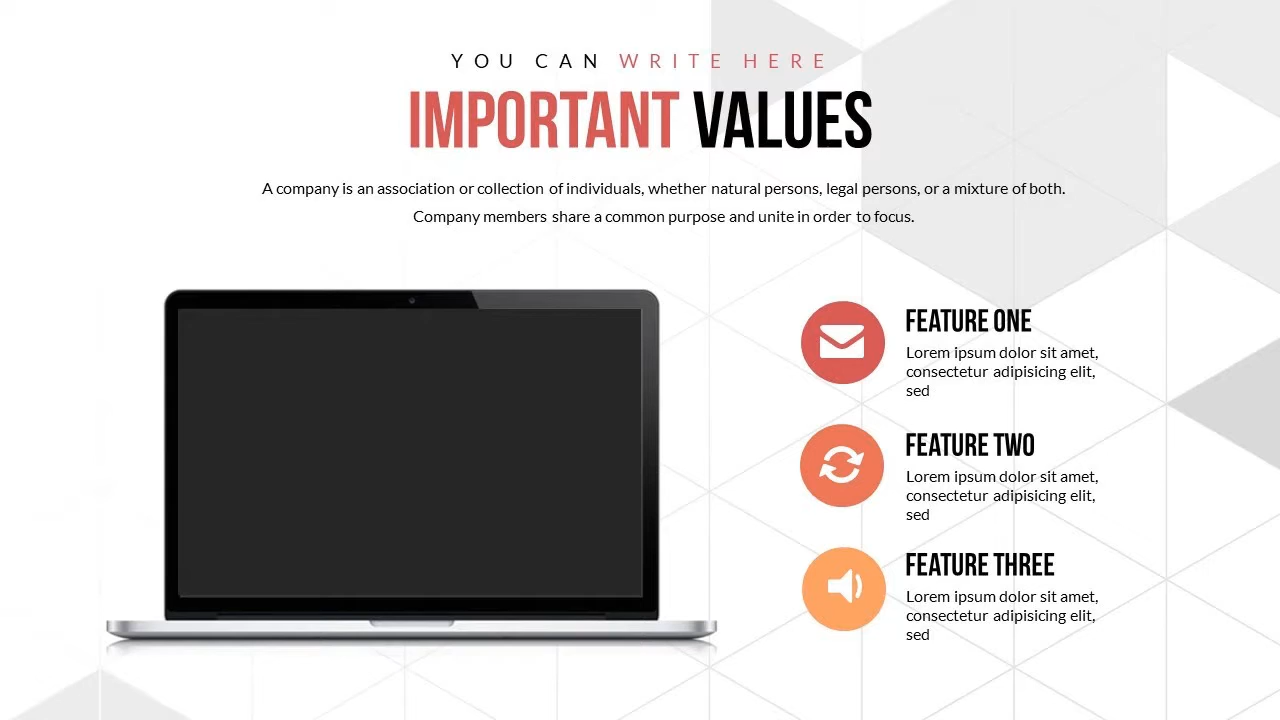 YOU CAN WRITE HERE
IMPORTANT VALUES
A company is an association or collection of individuals, whether natural persons, legal persons, or a mixture of both.
Company members share a common purpose and unite in order to focus.
FEATURE ONE
Lorem ipsum dolor sit amet,
consectetur adipisicing elit,
sed
FEATURE TWO
Lorem ipsum dolor sit amet,
consectetur adipisicing elit,
sed
FEATURE THREE
Lorem ipsum dolor sit amet,
consectetur adipisicing elit,
sed